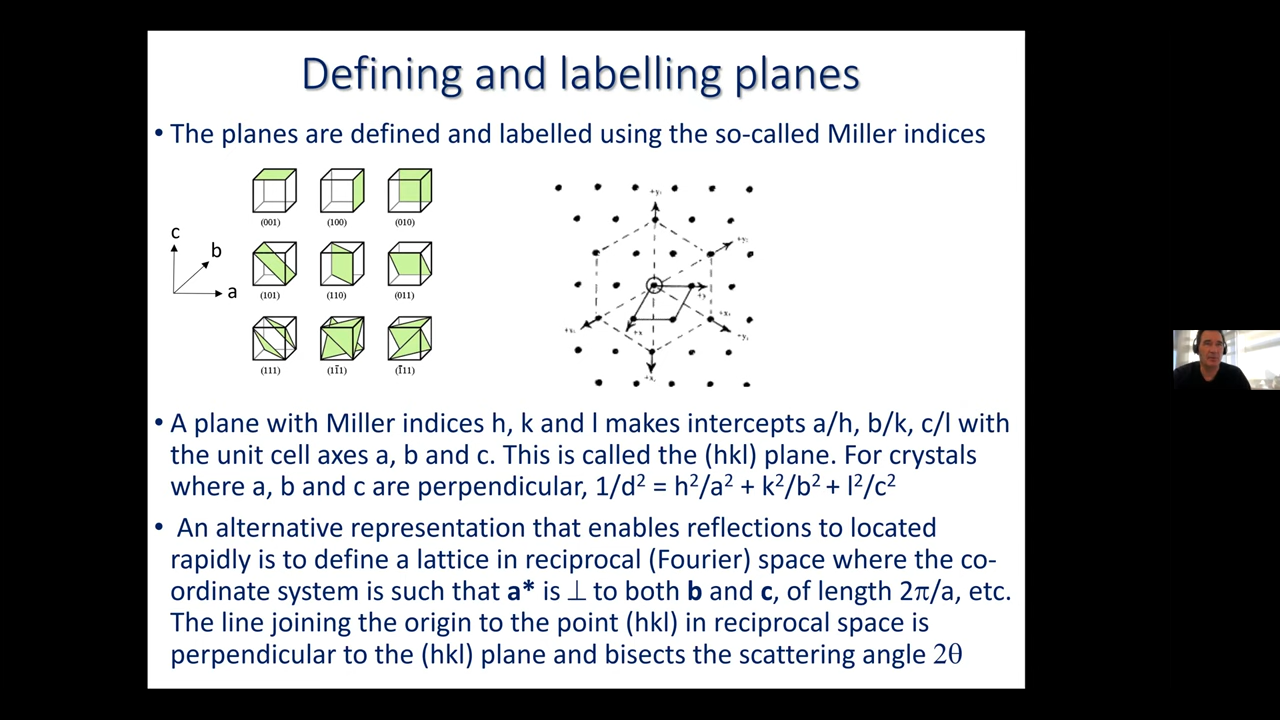 Defining and labelling planes
• The planes are defined and labelled using the so-called Miller indices
(001) (100) (010)
c
b
a
(101) (110) (011)
(111) (11̄1) (1̄11)
• A plane with Miller indices h, k and l makes intercepts a/h, b/k, c/l with
the unit cell axes a, b and c. This is called the (hkl) plane. For crystals
where a, b and c are perpendicular, 1/d² = h²/a² + k²/b² + l²/c²
• An alternative representation that enables reflections to located
rapidly is to define a lattice in reciprocal (Fourier) space where the co-
ordinate system is such that a* is ⊥ to both b and c, of length 2π/a, etc.
The line joining the origin to the point (hkl) in reciprocal space is
perpendicular to the (hkl) plane and bisects the scattering angle 2θ